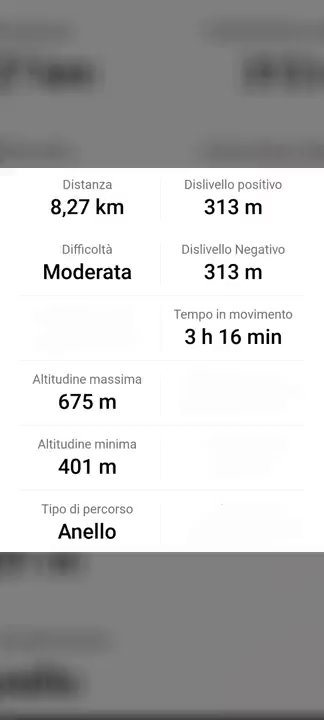 Distanza
8,27 km
Dislivello positivo
313 m
Difficoltà
Moderata
Dislivello Negativo
313 m
Tempo in movimento
3 h 16 min
Altitudine massima
675 m
Altitudine minima
401 m
Tipo di percorso
Anello